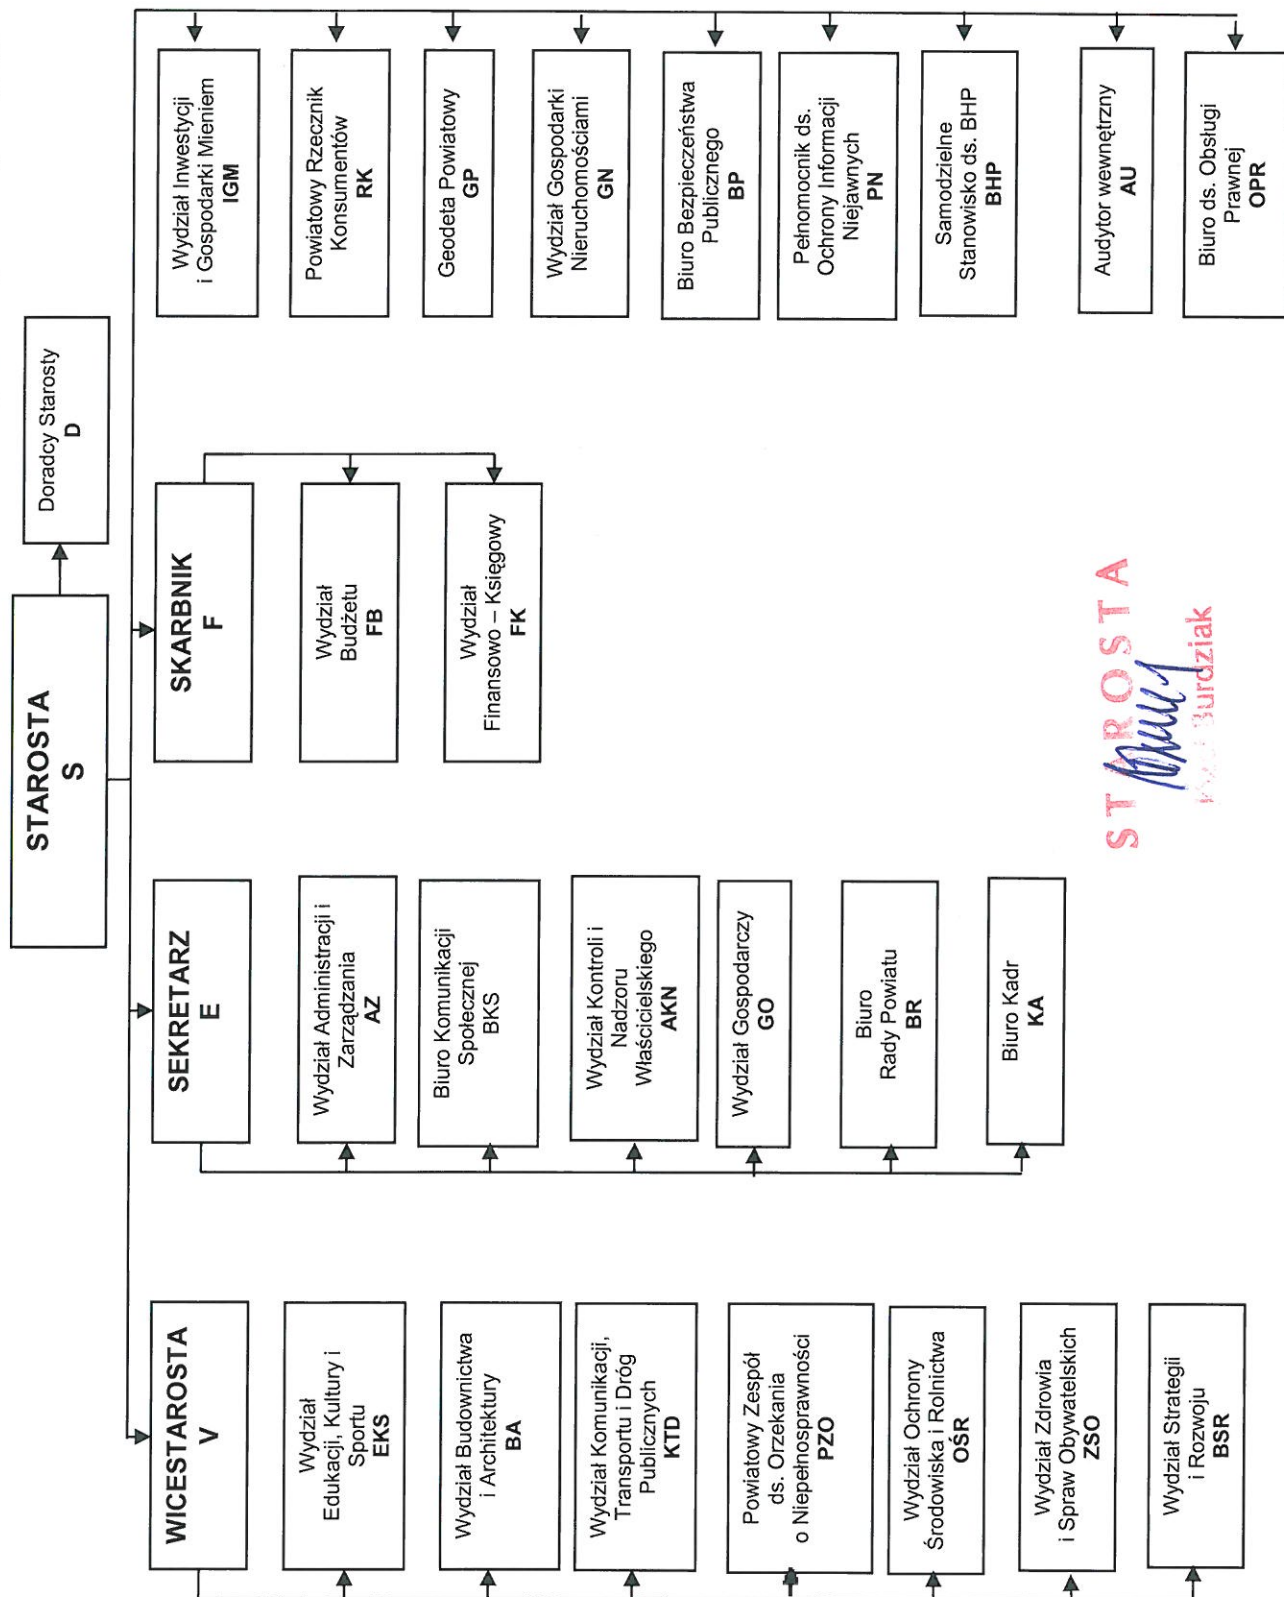 STAROSTA
S
Doradcy Starosty
D
WICESTAROSTA
V
Wydział
Edukacji, Kultury i
Sportu
EKS
Wydział Budownictwa
i Architektury
BA
Wydział Komunikacji,
Transportu i Dróg
Publicznych
KTD
Powiatowy Zespół
ds. Orzekania
o Niepełnosprawności
PZO
Wydział Ochrony
Środowiska i Rolnictwa
OŚR
Wydział Zdrowia
i Spraw Obywatelskich
ZSO
Wydział Strategii
i Rozwoju
BSR
SEKRETARZ
E
Wydział Administracji i
Zarządzania
AZ
Biuro Komunikacji
Społecznej
BKS
Wydział Kontroli i
Nadzoru
Właścicielskiego
AKN
Wydział Gospodarczy
GO
Biuro
Rady Powiatu
BR
Biuro Kadr
KA
SKARBNIK
F
Wydział
Budżetu
FB
Wydział
Finansowo – Księgowy
FK
Wydział Inwestycji
i Gospodarki Mieniem
IGM
Powiatowy Rzecznik
Konsumentów
RK
Geodeta Powiatowy
GP
Wydział Gospodarki
Nieruchomościami
GN
Biuro Bezpieczeństwa
Publicznego
BP
Pełnomocnik ds.
Ochrony Informacji
Niejawnych
PN
Samodzielne
Stanowisko ds. BHP
BHP
Audytor wewnętrzny
AU
Biuro ds. Obsługi
Prawnej
OPR
STAROSTA
Burdziak